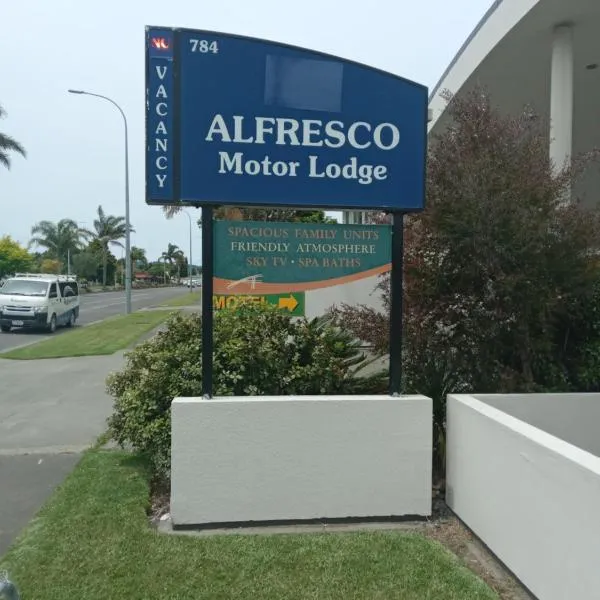 NO
VACANCY
784
ALFRESCO
Motor Lodge
SPACIOUS FAMILY UNITS
FRIENDLY ATMOSPHERE
SKY TV • SPA BATHS
MOTEL